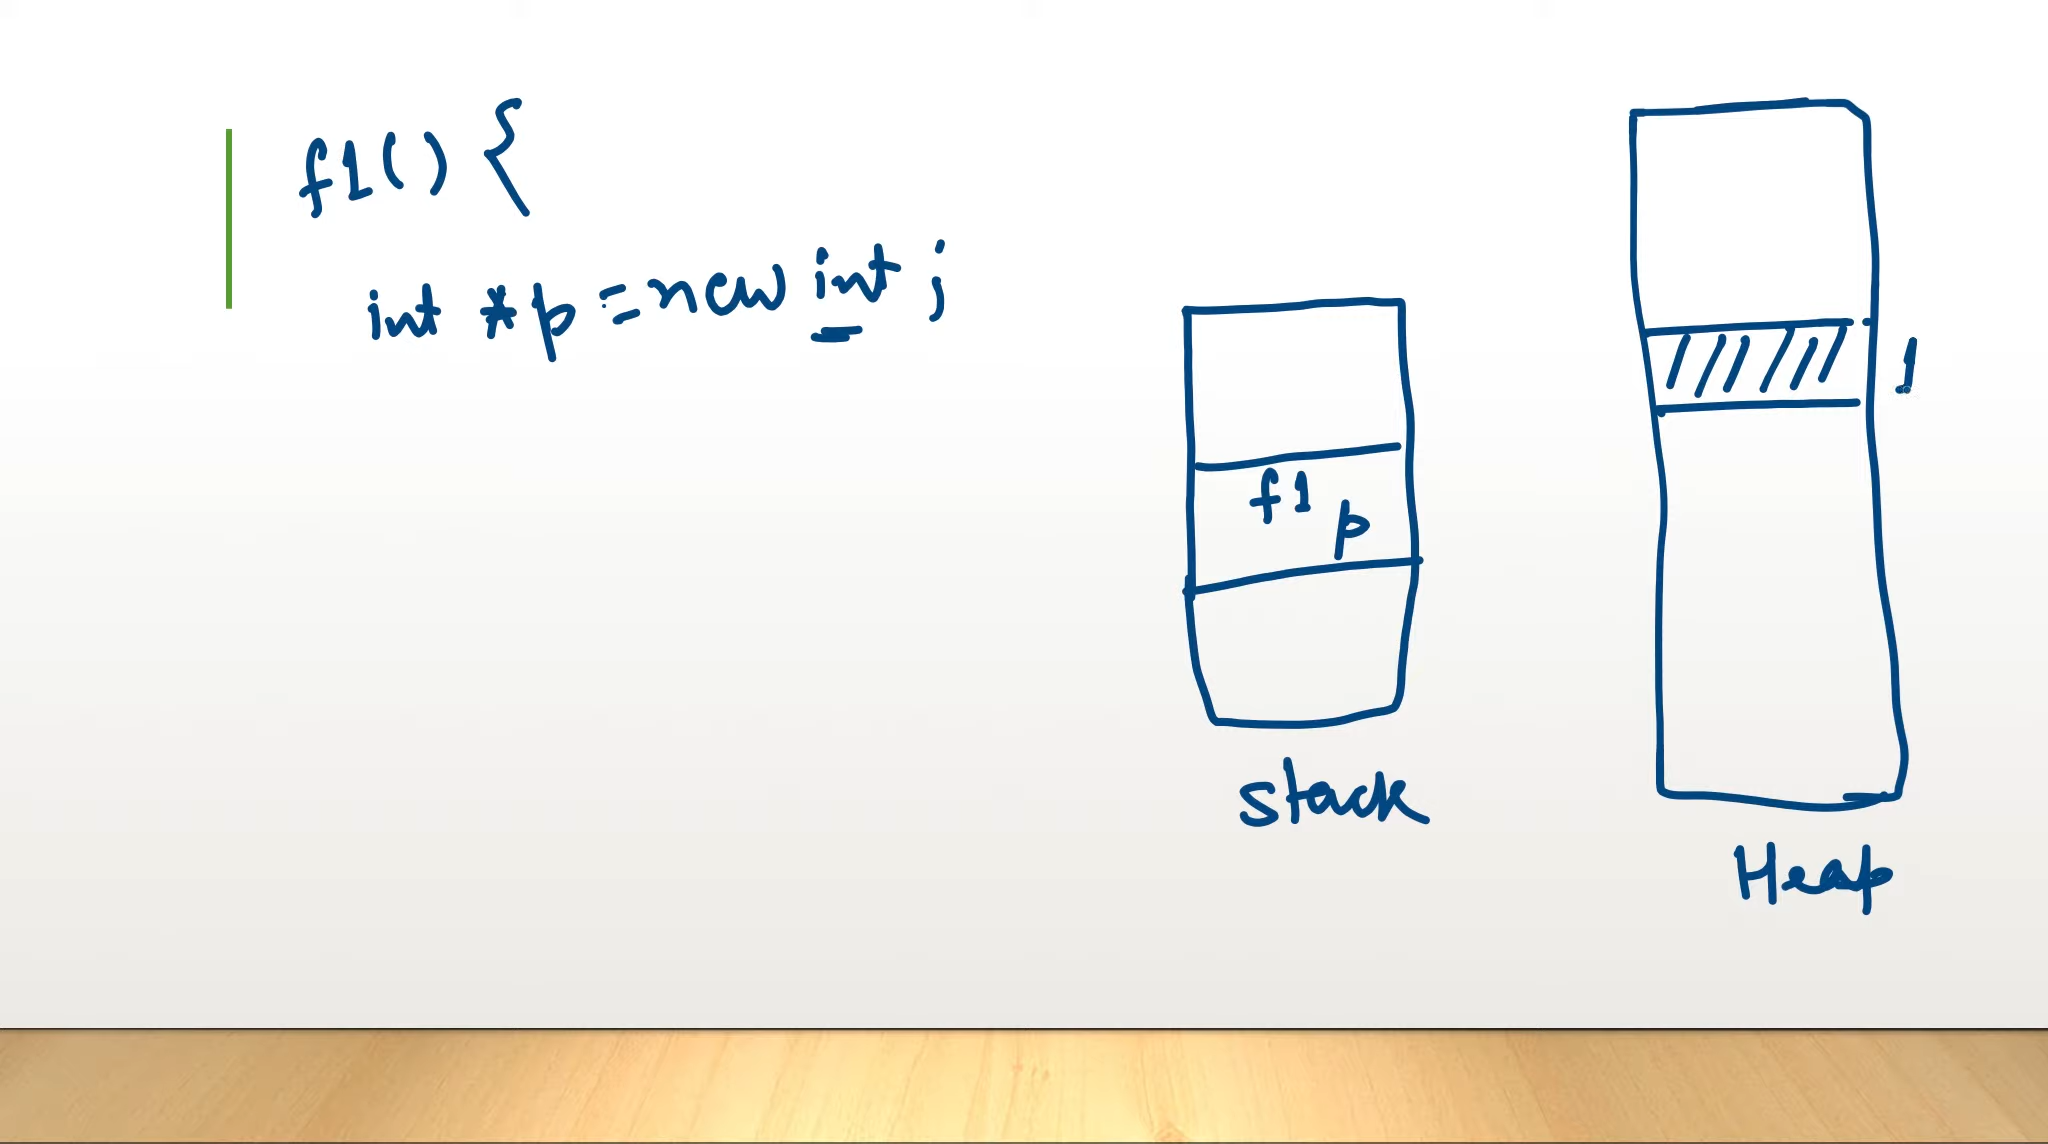 f1() {
int *p = new int ;
f1
p
stack
1
Heap